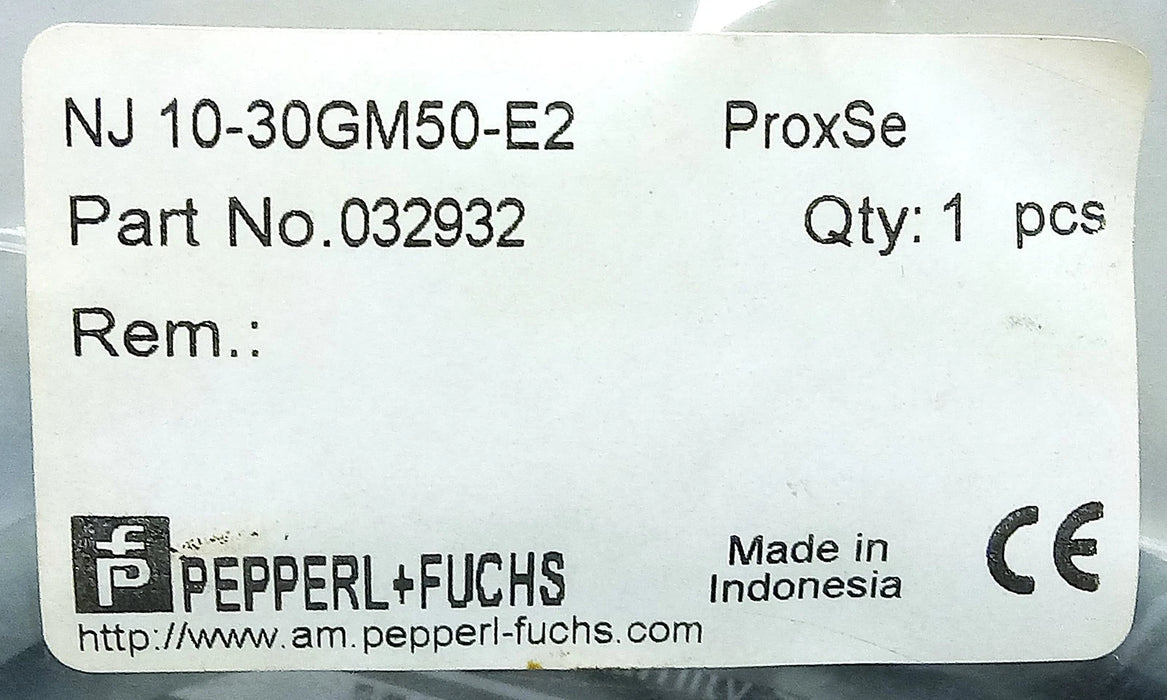 NJ 10-30GM50-E2 ProxSe
Part No.032932 Qty: 1 pcs
Rem.:
fp PEPPERL+FUCHS
Made in
Indonesia
CE
http://www.am.pepperl-fuchs.com